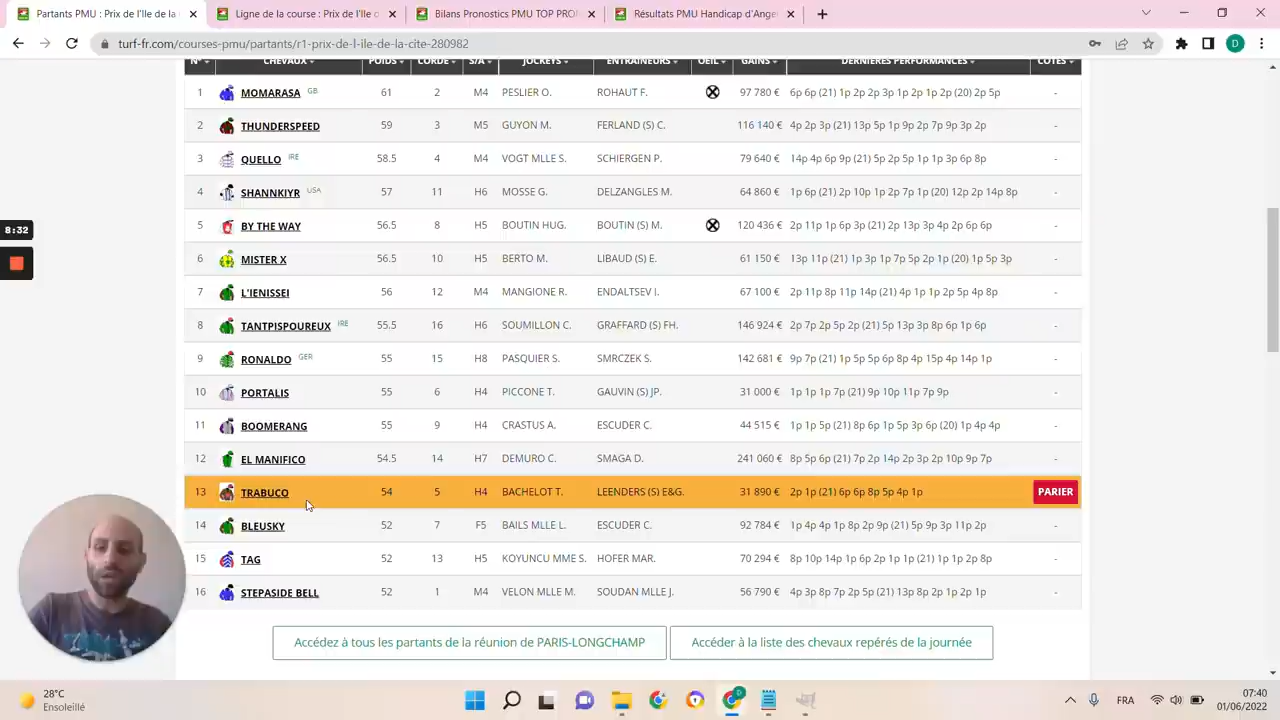 Partants PMU : Prix de l'Ile de la
Ligne de la course : Prix de l'Ile
Bilans Pronostics PMU TOP PRO
Résultats PMU Handicap d'Ange
turf-fr.com/courses-pmu/partants/r1-prix-de-l-ile-de-la-cite-280982
D
N° CHEVAUX POIDS CORDE S/A JOCKEYS ENTRAÎNEURS OEIL GAINS DERNIÈRES PERFORMANCES COTES
1 MOMARASA GB 61 2 M4 PESLIER O. ROHAUT F. 97 780 € 6p 6p (21) 1p 2p 2p 3p 1p 2p 1p 2p (20) 2p 5p -
2 THUNDERSPEED 59 3 M5 GUYON M. FERLAND (S) C. 116 140 € 4p 2p 3p (21) 13p 5p 1p 9p 2p 7p 9p 3p 2p -
3 QUELLO IRE 58.5 4 M4 VOGT MLLE S. SCHIERGEN P. 79 640 € 14p 4p 6p 9p (21) 5p 2p 5p 1p 1p 3p 6p 8p -
4 SHANNKIYR USA 57 11 H6 MOSSE G. DELZANGLES M. 64 860 € 1p 6p (21) 2p 10p 1p 2p 7p 1p (20) 12p 2p 14p 8p -
5 BY THE WAY 56.5 8 H5 BOUTIN HUG. BOUTIN (S) M. 120 436 € 2p 11p 1p 6p 3p (21) 2p 13p 3p 4p 2p 6p 6p -
6 MISTER X 56.5 10 H5 BERTO M. LIBAUD (S) E. 61 150 € 13p 11p (21) 1p 3p 1p 7p 5p 2p 1p (20) 1p 5p 3p -
7 L'IENISSEI 56 12 M4 MANGIONE R. ENDALTSEV I. 67 100 € 2p 11p 8p 11p 14p (21) 4p 1p 1p 2p 5p 4p 8p -
8 TANTPISPOUREUX IRE 55.5 16 H6 SOUMILLON C. GRAFFARD (S) FH. 146 924 € 2p 7p 2p 5p 2p (21) 5p 13p 3p 8p 6p 1p 6p -
9 RONALDO GER 55 15 H8 PASQUIER S. SMRCZEK S. 142 681 € 9p 7p (21) 1p 5p 5p 6p 8p 4p 15p 4p 14p 1p -
10 PORTALIS 55 6 H4 PICCONE T. GAUVIN (S) JP. 31 000 € 1p 1p 1p 7p (21) 9p 10p 11p 7p 9p -
11 BOOMERANG 55 9 H4 CRASTUS A. ESCUDER C. 44 515 € 1p 1p 5p (21) 8p 6p 1p 5p 3p 6p (20) 1p 4p 4p -
12 EL MANIFICO 54.5 14 H7 DEMURO C. SMAGA D. 241 060 € 8p 5p 6p (21) 7p 2p 14p 2p 3p 2p 10p 9p 7p -
13 TRABUCO 54 5 H4 BACHELOT T. LEENDERS (S) E&G. 31 890 € 2p 1p (21) 6p 6p 8p 5p 4p 1p PARIER
14 BLEUSKY 52 7 F5 BAILS MLLE L. ESCUDER C. 92 784 € 1p 4p 4p 1p 8p 2p 9p (21) 5p 9p 3p 11p 2p -
15 TAG 52 13 H5 KOYUNCU MME S. HOFER MAR. 70 294 € 8p 10p 14p 1p 6p 2p 1p 1p (21) 1p 1p 2p 8p -
16 STEPASIDE BELL 52 1 M4 VELON MLLE M. SOUDAN MLLE J. 56 790 € 4p 3p 8p 7p 2p 5p (21) 13p 8p 2p 1p 2p 1p -
8:32
Accédez à tous les partants de la réunion de PARIS-LONGCHAMP
Accéder à la liste des chevaux repérés de la journée
28°C
Ensoleillé
FRA
07:40
01/06/2022